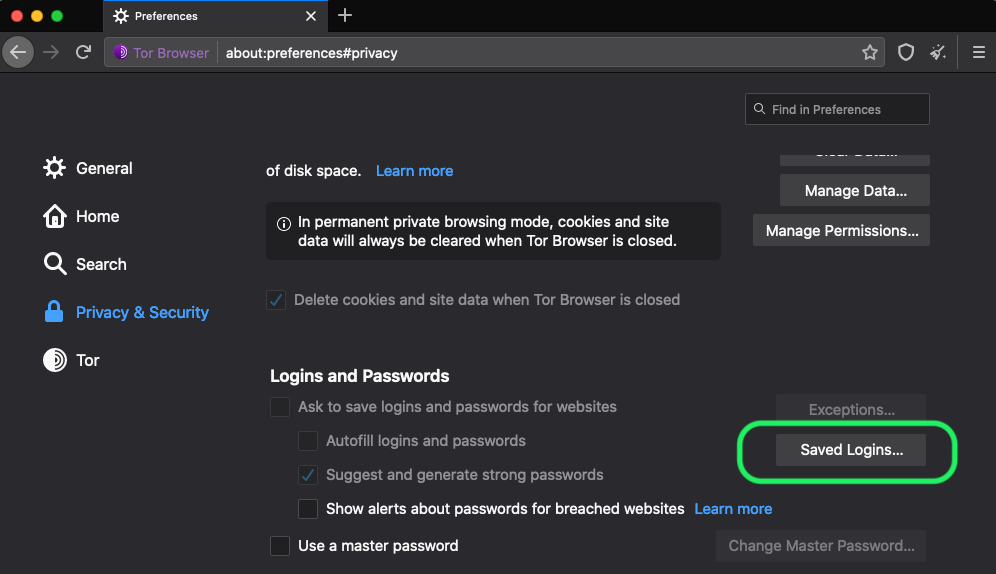 Preferences
Tor Browser about:preferences#privacy
Find in Preferences
General
Home
Search
Privacy & Security
Tor
of disk space. Learn more
Clear Data...
Manage Data...
In permanent private browsing mode, cookies and site
data will always be cleared when Tor Browser is closed.
Manage Permissions...
Delete cookies and site data when Tor Browser is closed
Logins and Passwords
Ask to save logins and passwords for websites
Exceptions...
Autofill logins and passwords
Saved Logins...
Suggest and generate strong passwords
Show alerts about passwords for breached websites Learn more
Use a master password
Change Master Password...